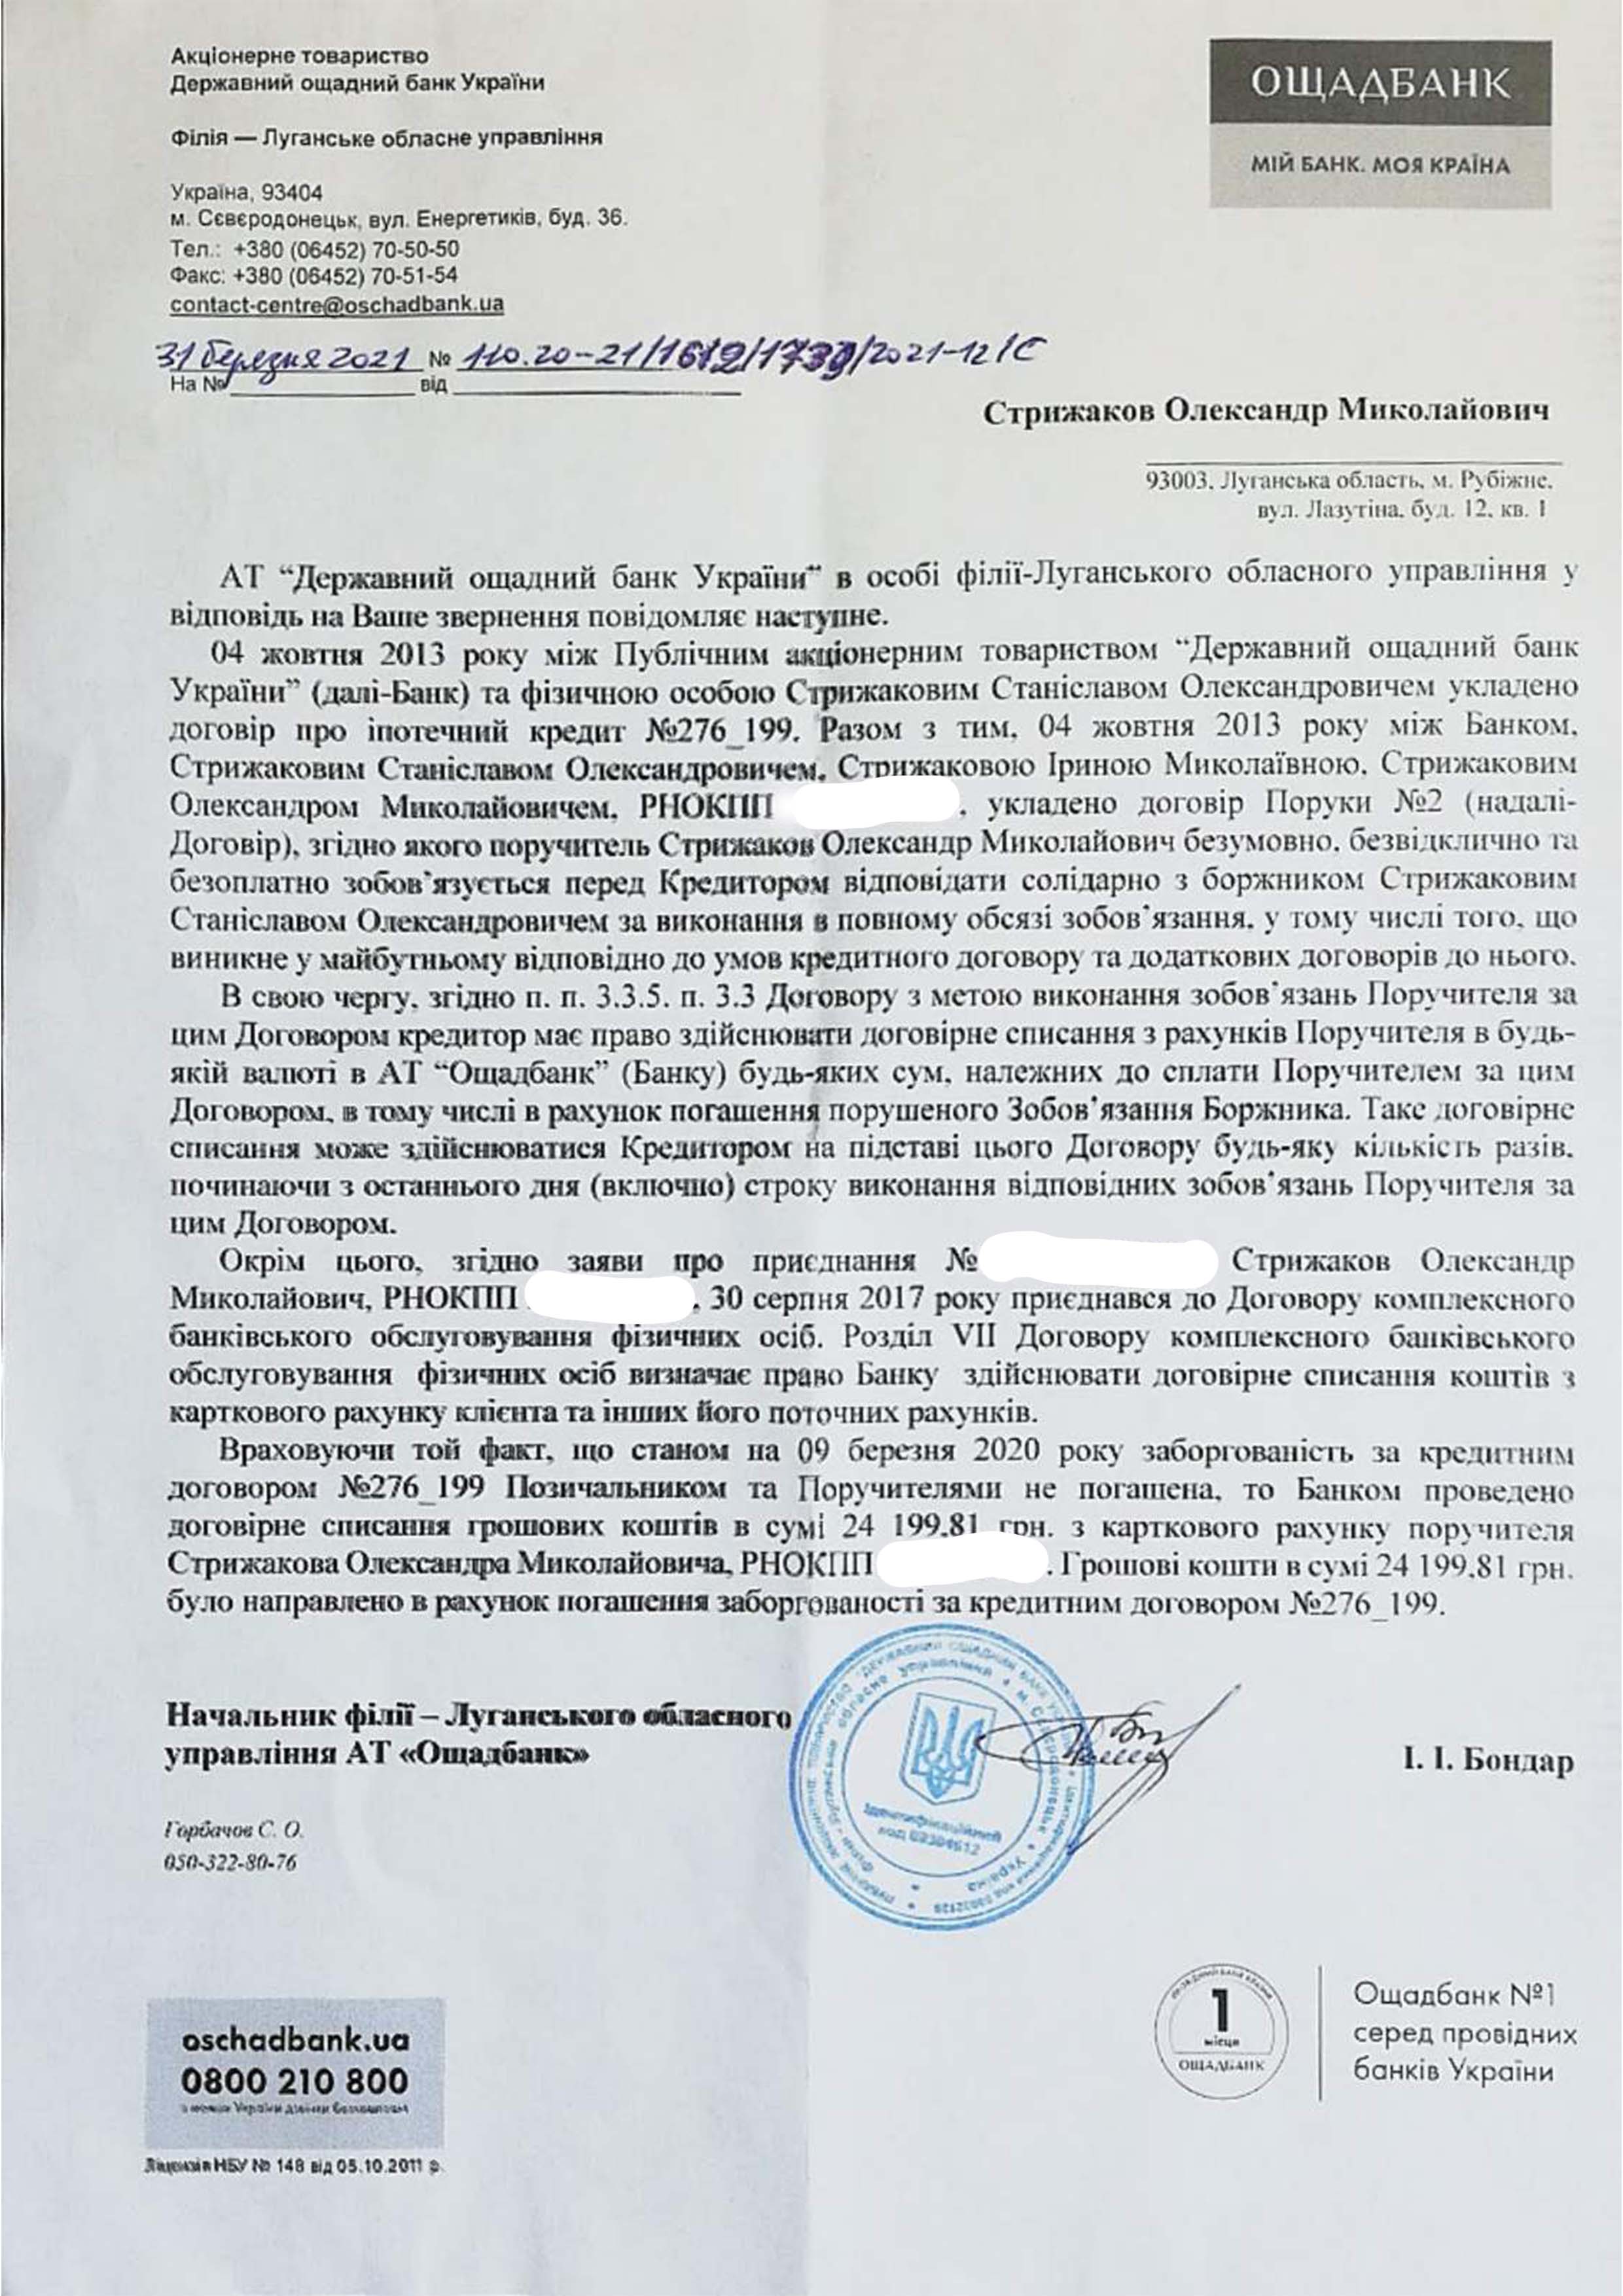 Акціонерне товариство
Державний ощадний банк України
Філія — Луганське обласне управління
Україна, 93404
м. Сєвєродонецьк, вул. Енергетиків, буд. 36.
Тел.: +380 (06452) 70-50-50
Факс: +380 (06452) 70-51-54
contact-centre@oschadbank.ua
ОЩАДБАНК
МІЙ БАНК. МОЯ КРАЇНА
31 березня 2021 № 110.20-21/1612/1739/2021-12/С
На № від
Стрижаков Олександр Миколайович
93003, Луганська область, м. Рубіжне,
вул. Лазутіна, буд. 12, кв. 1
АТ “Державний ощадний банк України“ в особі філії-Луганського обласного управління у
відповідь на Ваше звернення повідомляє наступне.
04 жовтня 2013 року між Публічним акціонерним товариством “Державний ощадний банк
України” (далі-Банк) та фізичною особою Стрижаковим Станіславом Олександровичем укладено
договір про іпотечний кредит №276_199. Разом з тим, 04 жовтня 2013 року між Банком,
Стрижаковим Станіславом Олександровичем, Стрижаковою Іриною Миколаївною, Стрижаковим
Олександром Миколайовичем, РНОКПП , укладено договір Поруки №2 (надалі-
Договір), згідно якого поручитель Стрижаков Олександр Миколайович безумовно, безвідклично та
безоплатно зобов’язується перед Кредитором відповідати солідарно з боржником Стрижаковим
Станіславом Олександровичем за виконання в повному обсязі зобов’язання, у тому числі того, що
виникне у майбутньому відповідно до умов кредитного договору та додаткових договорів до нього.
В свою чергу, згідно п. п. 3.3.5. п. 3.3 Договору з метою виконання зобов’язань Поручителя за
цим Договором кредитор має право здійснювати договірне списання з рахунків Поручителя в будь-
якій валюті в АТ “Ощадбанк” (Банку) будь-яких сум, належних до сплати Поручителем за цим
Договором, в тому числі в рахунок погашення порушеного Зобов’язання Боржника. Таке договірне
списання може здійснюватися Кредитором на підставі цього Договору будь-яку кількість разів,
починаючи з останнього дня (включно) строку виконання відповідних зобов’язань Поручителя за
цим Договором.
Окрім цього, згідно заяви про приєднання № Стрижаков Олександр
Миколайович, РНОКПП , 30 серпня 2017 року приєднався до Договору комплексного
банківського обслуговування фізичних осіб. Розділ VII Договору комплексного банківського
обслуговування фізичних осіб визначає право Банку здійснювати договірне списання коштів з
карткового рахунку клієнта та інших його поточних рахунків.
Враховуючи той факт, що станом на 09 березня 2020 року заборгованість за кредитним
договором №276_199 Позичальником та Поручителями не погашена, то Банком проведено
договірне списання грошових коштів в сумі 24 199,81 грн. з карткового рахунку поручителя
Стрижакова Олександра Миколайовича, РНОКПП . Грошові кошти в сумі 24 199,81 грн.
було направлено в рахунок погашення заборгованості за кредитним договором №276_199.
Начальник філії – Луганського обласного
управління АТ «Ощадбанк»
І. І. Бондар
Ідентифікаційний
код 09304612
Горбачов С. О.
050-322-80-76
oschadbank.ua
0800 210 800
з межах України дзвінки безкоштовні
Ліцензія НБУ № 148 від 05.10.2011 р.
1
місце
ОЩАДБАНК
Ощадбанк №1
серед провідних
банків України